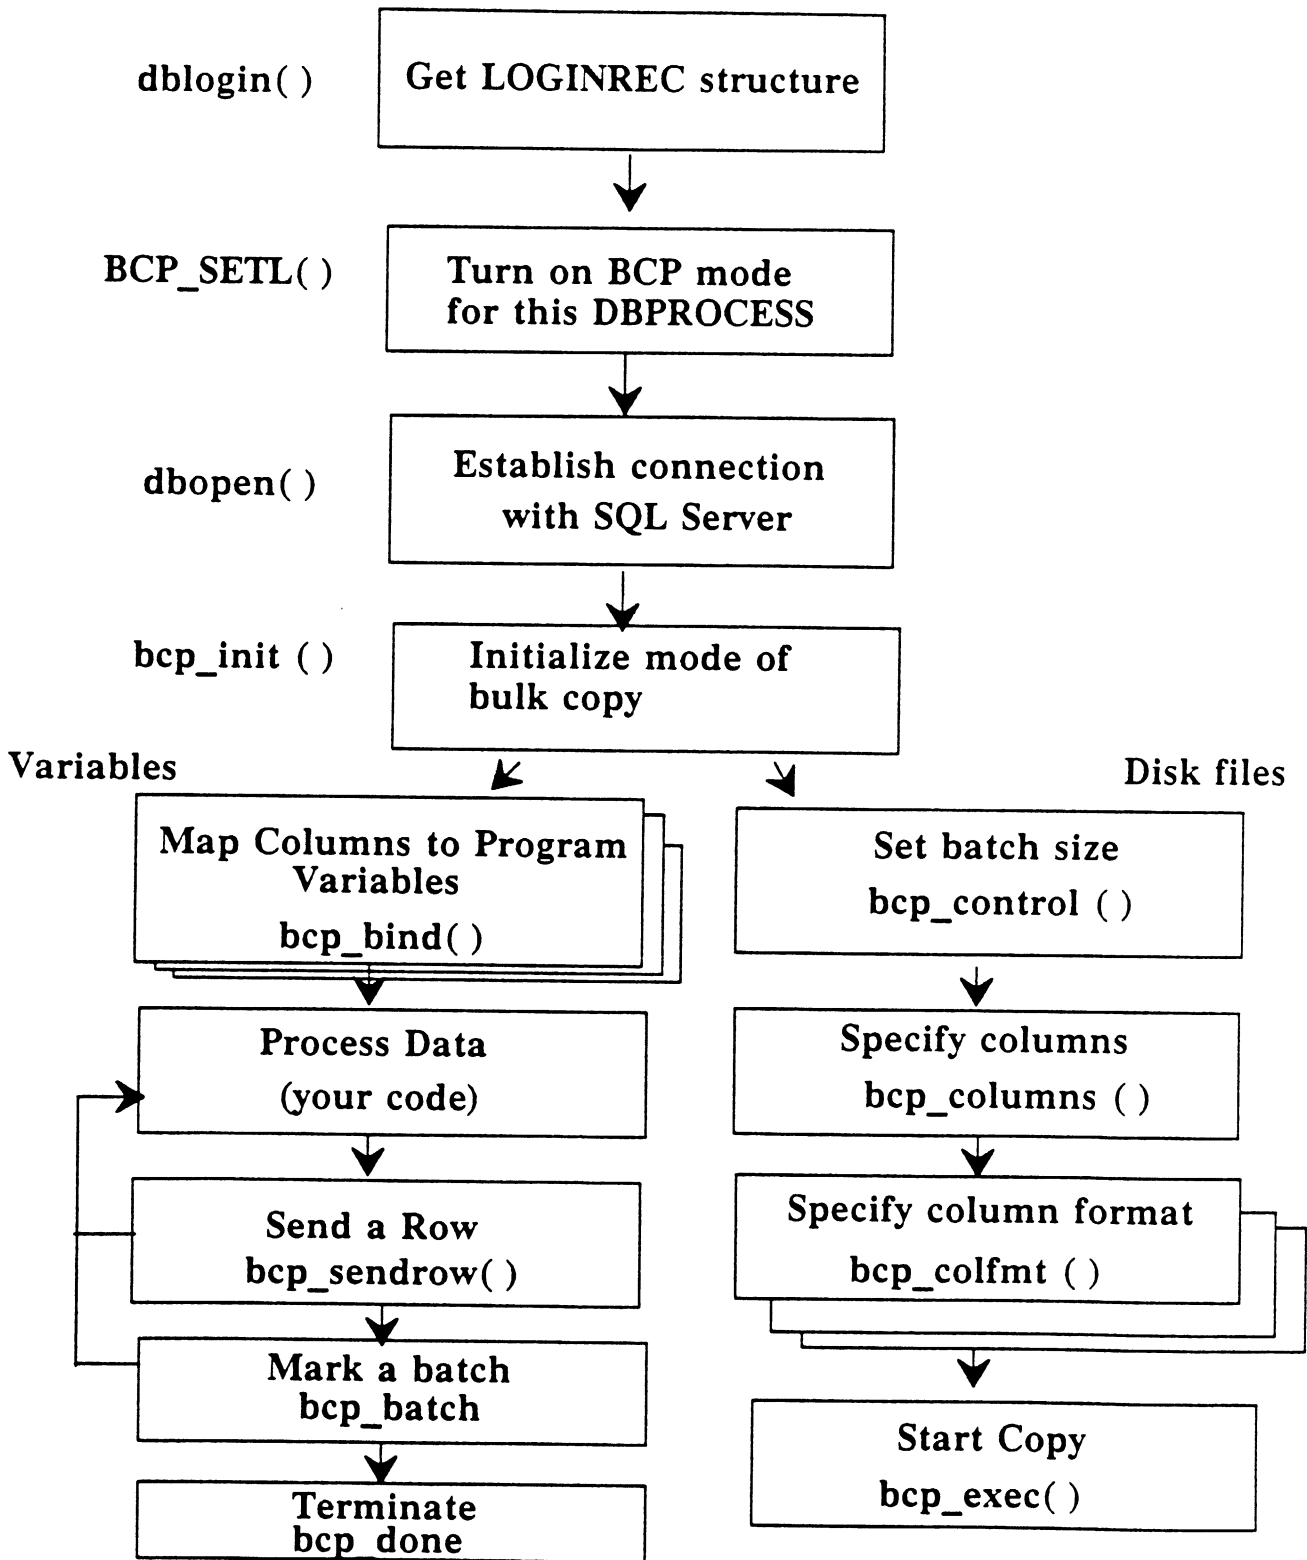 dblogin( )
Get LOGINREC structure
BCP_SETL( )
Turn on BCP mode
for this DBPROCESS
dbopen( )
Establish connection
with SQL Server
bcp_init ( )
Initialize mode of
bulk copy
Variables
Disk files
Map Columns to Program
Variables
bcp_bind( )
Process Data
(your code)
Send a Row
bcp_sendrow( )
Mark a batch
bcp_batch
Terminate
bcp_done
Set batch size
bcp_control ( )
Specify columns
bcp_columns ( )
Specify column format
bcp_colfmt ( )
Start Copy
bcp_exec( )